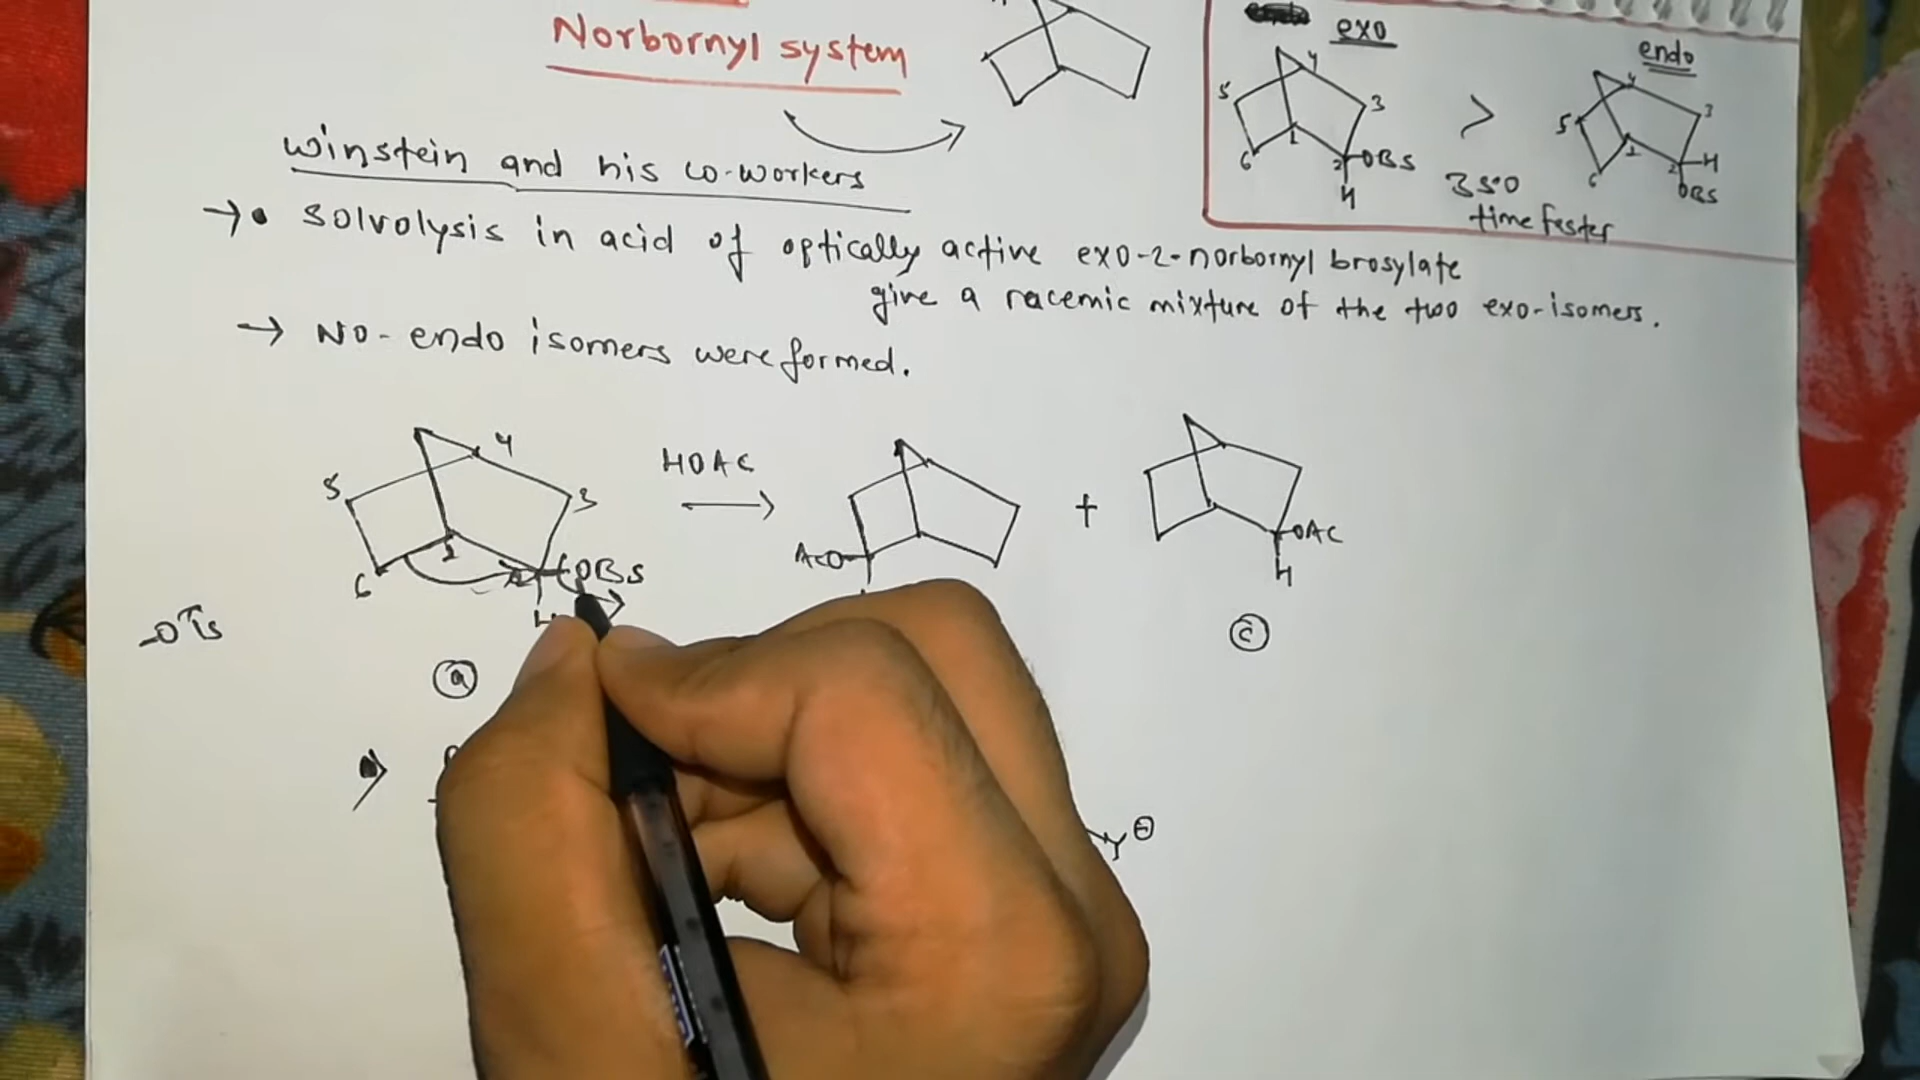 Norbornyl system
exo
endo
4
5
3
6
1
2
OBS
H
>
350
time fester
4
5
3
6
1
2
H
OBS
Winstein and his co-workers
→ • solvolysis in acid of optically active exo-2-norbornyl brosylate
give a racemic mixture of the two exo-isomers.
→ No-endo isomers were formed.
4
5
3
6
OBS
H
HOAC
AcO
+
OAC
H
-OTs
a
c
Y⊖